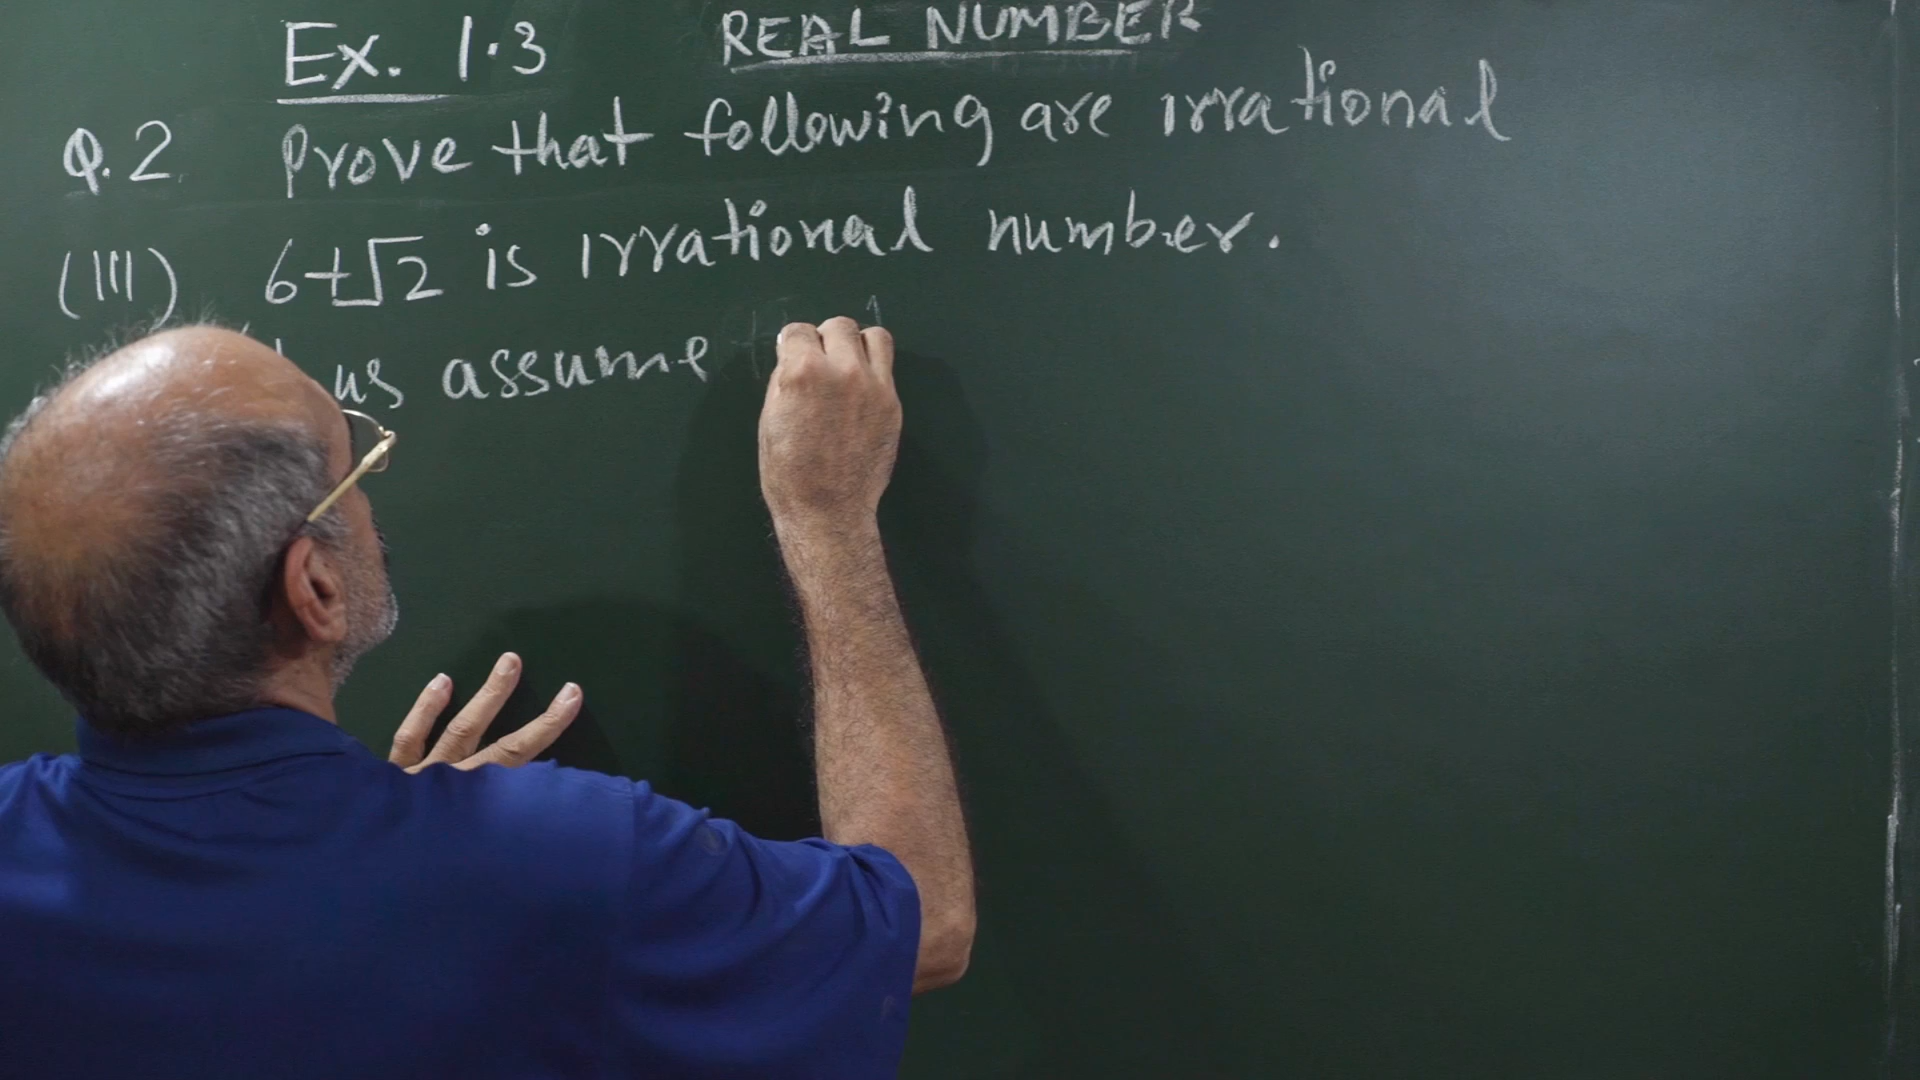 Ex. 1.3 REAL NUMBER
Q.2. Prove that following are irrational
(III) 6+√2 is irrational number.
us assume